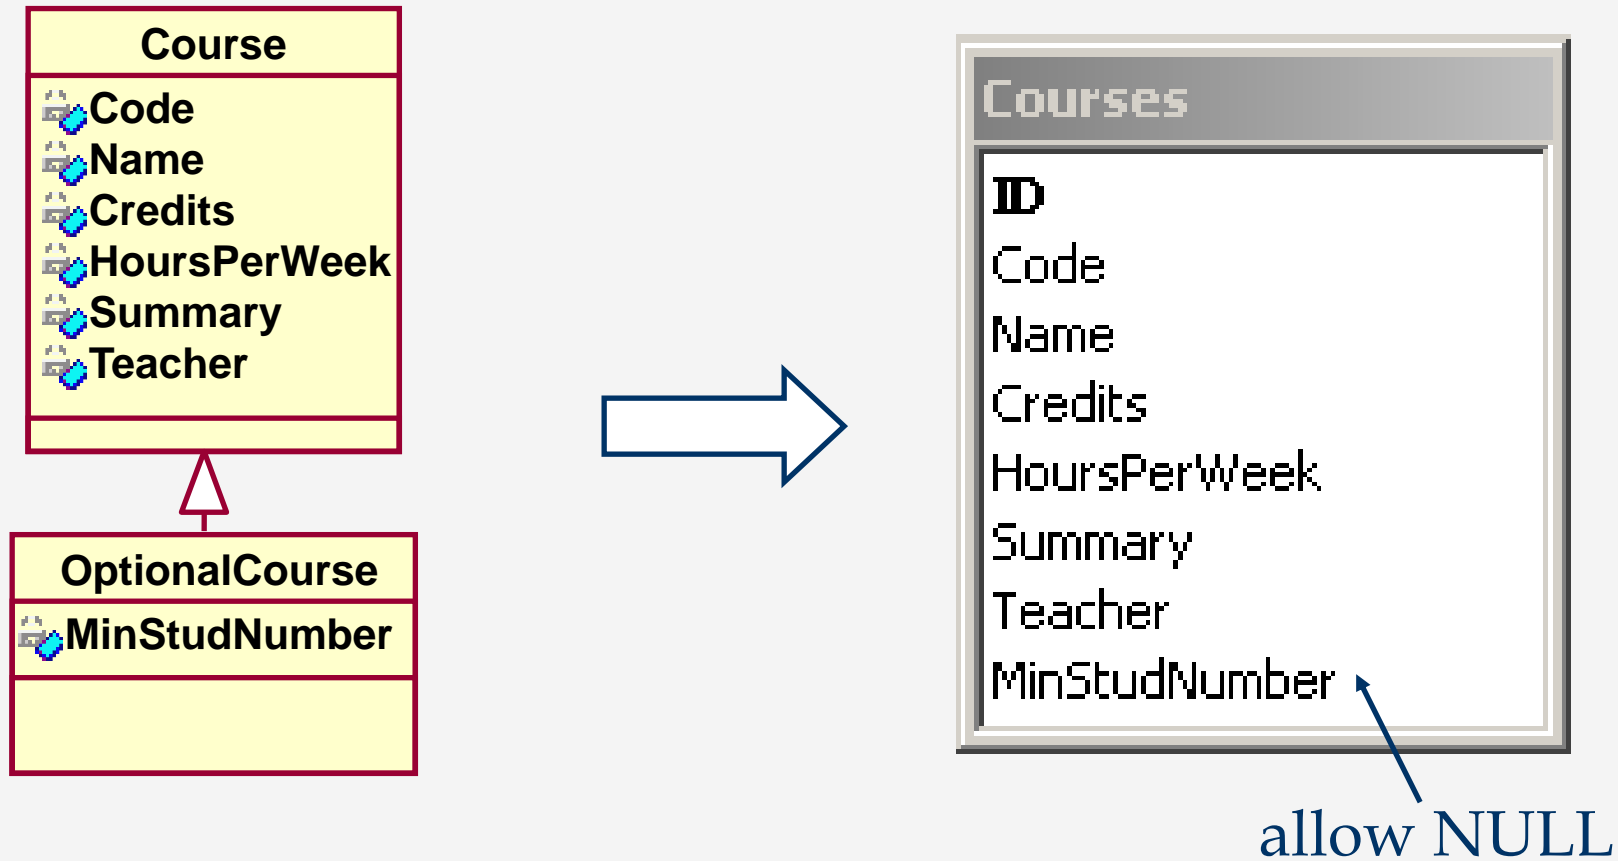 Course
Code
Name
Credits
HoursPerWeek
Summary
Teacher
OptionalCourse
MinStudNumber
Courses
ID
Code
Name
Credits
HoursPerWeek
Summary
Teacher
MinStudNumber
allow NULL